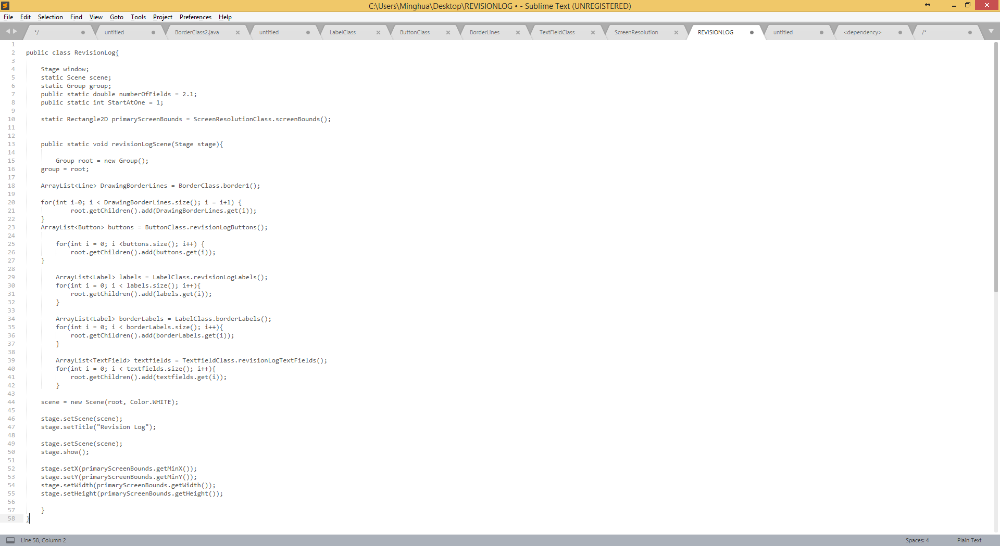 C:\Users\Minghua\Desktop\REVISIONLOG • - Sublime Text (UNREGISTERED)
File Edit Selection Find View Goto Tools Project Preferences Help
*/ untitled BorderClass2.java untitled LabelClass ButtonClass BorderLines TextFieldClass ScreenResolution REVISIONLOG untitled <dependency> /*
1
2 public class RevisionLog{
3
4 Stage window;
5 static Scene scene;
6 static Group group;
7 public static double numberOfFields = 2.1;
8 public static int StartAtOne = 1;
9
10 static Rectangle2D primaryScreenBounds = ScreenResolutionClass.screenBounds();
11
12
13 public static void revisionLogScene(Stage stage){
14
15 Group root = new Group();
16 group = root;
17
18 ArrayList<Line> DrawingBorderLines = BorderClass.border1();
19
20 for(int i=0; i < DrawingBorderLines.size(); i = i+1) {
21 root.getChildren().add(DrawingBorderLines.get(i));
22 }
23 ArrayList<Button> buttons = ButtonClass.revisionLogButtons();
24
25 for(int i = 0; i <buttons.size(); i++) {
26 root.getChildren().add(buttons.get(i));
27 }
28
29 ArrayList<Label> labels = LabelClass.revisionLogLabels();
30 for(int i = 0; i < labels.size(); i++){
31 root.getChildren().add(labels.get(i));
32 }
33
34 ArrayList<Label> borderLabels = LabelClass.borderLabels();
35 for(int i = 0; i < borderLabels.size(); i++){
36 root.getChildren().add(borderLabels.get(i));
37 }
38
39 ArrayList<TextField> textfields = TextfieldClass.revisionLogTextFields();
40 for(int i = 0; i < textfields.size(); i++){
41 root.getChildren().add(textfields.get(i));
42 }
43
44 scene = new Scene(root, Color.WHITE);
45
46 stage.setScene(scene);
47 stage.setTitle("Revision Log");
48
49 stage.setScene(scene);
50 stage.show();
51
52 stage.setX(primaryScreenBounds.getMinX());
53 stage.setY(primaryScreenBounds.getMinY());
54 stage.setWidth(primaryScreenBounds.getWidth());
55 stage.setHeight(primaryScreenBounds.getHeight());
56
57 }
58 }
Line 58, Column 2 Spaces: 4 Plain Text